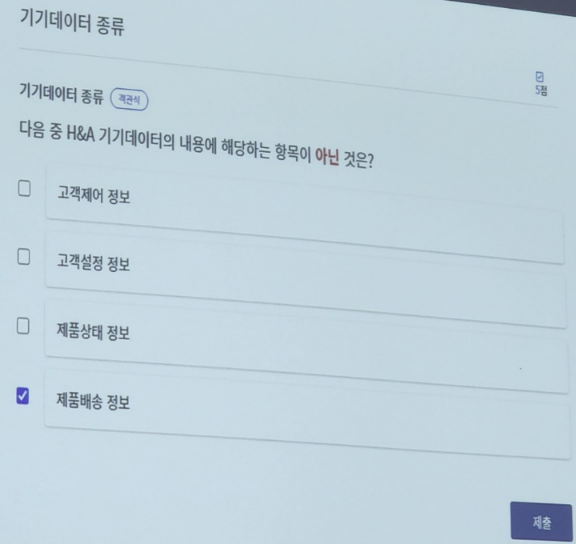 기기데이터 종류
5점
기기데이터 종류 객관식
다음 중 H&A 기기데이터의 내용에 해당하는 항목이 아닌 것은?
고객제어 정보
고객설정 정보
제품상태 정보
제품배송 정보
제출